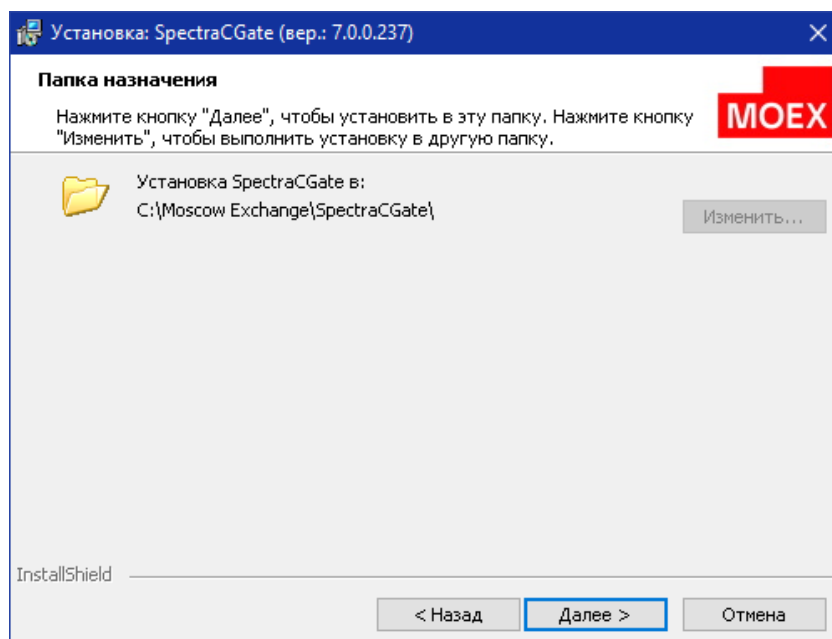 Установка: SpectraCGate (вер.: 7.0.0.237)
Папка назначения
Нажмите кнопку "Далее", чтобы установить в эту папку. Нажмите кнопку
"Изменить", чтобы выполнить установку в другую папку.
MOEX
Установка SpectraCGate в:
C:\Moscow Exchange\SpectraCGate\
Изменить...
InstallShield
< Назад
Далее >
Отмена